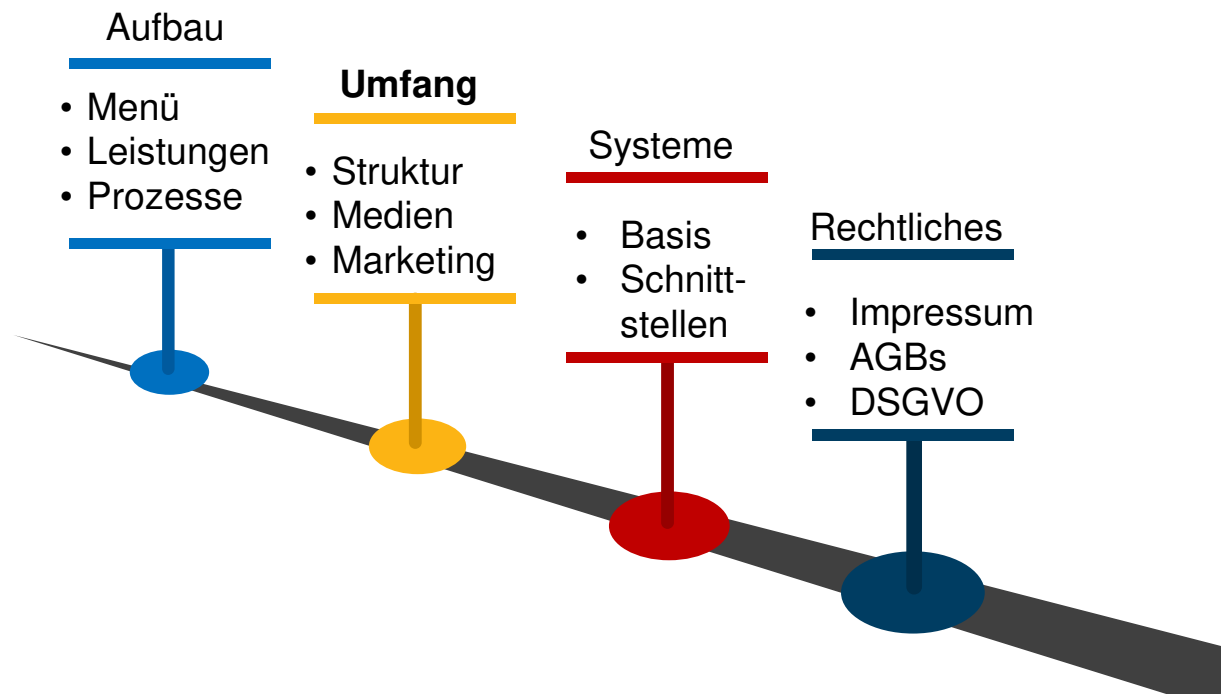 Aufbau
• Menü
• Leistungen
• Prozesse
Umfang
• Struktur
• Medien
• Marketing
Systeme
• Basis
• Schnitt-
stellen
Rechtliches
• Impressum
• AGBs
• DSGVO